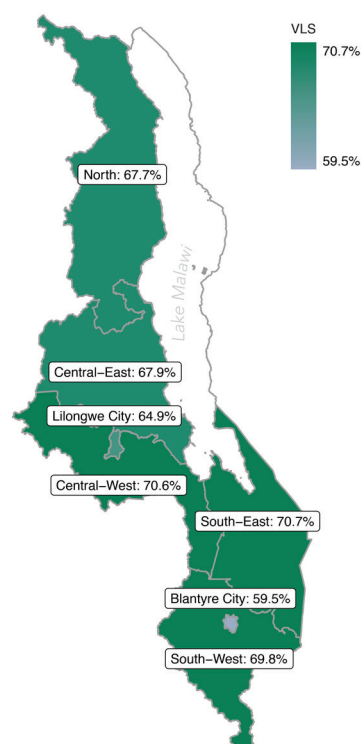 VLS
70.7%
59.5%
North: 67.7%
Lake Malawi
Central−East: 67.9%
Lilongwe City: 64.9%
Central−West: 70.6%
South−East: 70.7%
Blantyre City: 59.5%
South−West: 69.8%